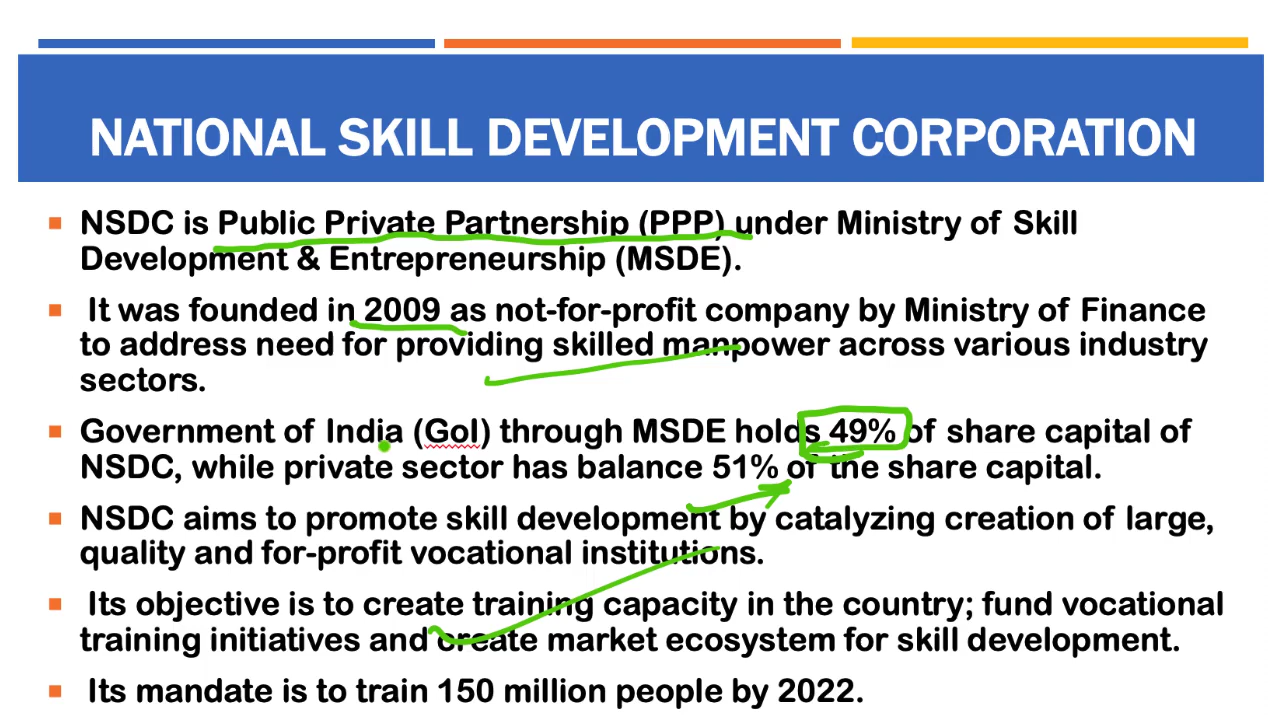 NATIONAL SKILL DEVELOPMENT CORPORATION
NSDC is Public Private Partnership (PPP) under Ministry of Skill
Development & Entrepreneurship (MSDE).
It was founded in 2009 as not-for-profit company by Ministry of Finance
to address need for providing skilled manpower across various industry
sectors.
Government of India (GoI) through MSDE holds 49% of share capital of
NSDC, while private sector has balance 51% of the share capital.
NSDC aims to promote skill development by catalyzing creation of large,
quality and for-profit vocational institutions.
Its objective is to create training capacity in the country; fund vocational
training initiatives and create market ecosystem for skill development.
Its mandate is to train 150 million people by 2022.